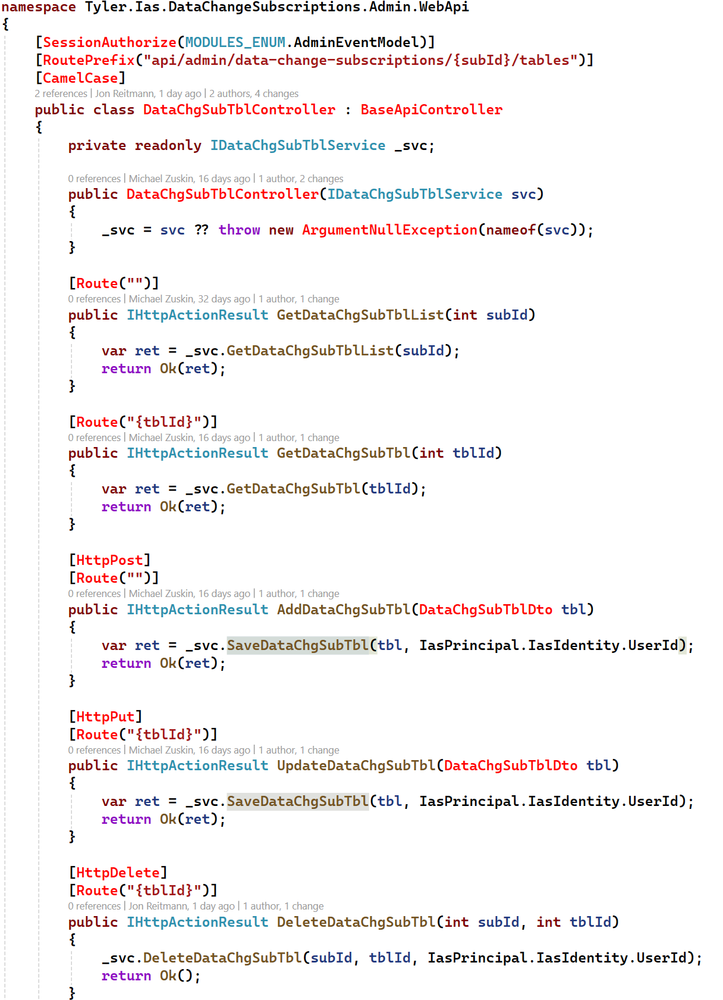 namespace Tyler.Ias.DataChangeSubscriptions.Admin.WebApi
{
[SessionAuthorize(MODULES_ENUM.AdminEventModel)]
[RoutePrefix("api/admin/data-change-subscriptions/{subId}/tables")]
[CamelCase]
2 references | Jon Reitmann, 1 day ago | 2 authors, 4 changes
public class DataChgSubTblController : BaseApiController
{
private readonly IDataChgSubTblService _svc;
0 references | Michael Zuskin, 16 days ago | 1 author, 2 changes
public DataChgSubTblController(IDataChgSubTblService svc)
{
_svc = svc ?? throw new ArgumentNullException(nameof(svc));
}
[Route("")]
0 references | Michael Zuskin, 32 days ago | 1 author, 1 change
public IHttpActionResult GetDataChgSubTblList(int subId)
{
var ret = _svc.GetDataChgSubTblList(subId);
return Ok(ret);
}
[Route("{tblId}")]
0 references | Michael Zuskin, 16 days ago | 1 author, 1 change
public IHttpActionResult GetDataChgSubTbl(int tblId)
{
var ret = _svc.GetDataChgSubTbl(tblId);
return Ok(ret);
}
[HttpPost]
[Route("")]
0 references | Michael Zuskin, 16 days ago | 1 author, 1 change
public IHttpActionResult AddDataChgSubTbl(DataChgSubTblDto tbl)
{
var ret = _svc.SaveDataChgSubTbl(tbl, IasPrincipal.IasIdentity.UserId);
return Ok(ret);
}
[HttpPut]
[Route("{tblId}")]
0 references | Michael Zuskin, 16 days ago | 1 author, 1 change
public IHttpActionResult UpdateDataChgSubTbl(DataChgSubTblDto tbl)
{
var ret = _svc.SaveDataChgSubTbl(tbl, IasPrincipal.IasIdentity.UserId);
return Ok(ret);
}
[HttpDelete]
[Route("{tblId}")]
0 references | Jon Reitmann, 1 day ago | 1 author, 1 change
public IHttpActionResult DeleteDataChgSubTbl(int subId, int tblId)
{
_svc.DeleteDataChgSubTbl(subId, tblId, IasPrincipal.IasIdentity.UserId);
return Ok();
}